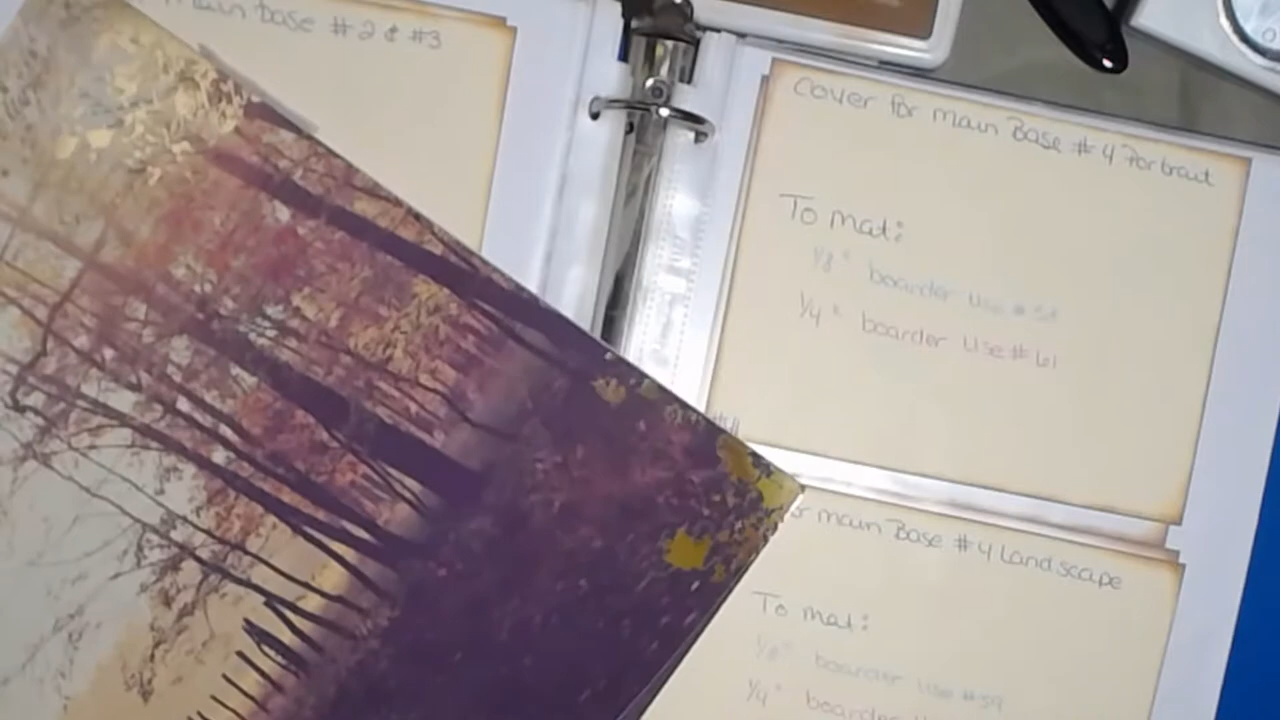 main base #2 & #3
Cover for main Base #4 Portrait
To mat:
1/8" boarder Use #58
1/4" boarder Use #61
main Base #4 Landscape
To mat:
1/8" boarder Use #59
1/4" boarder